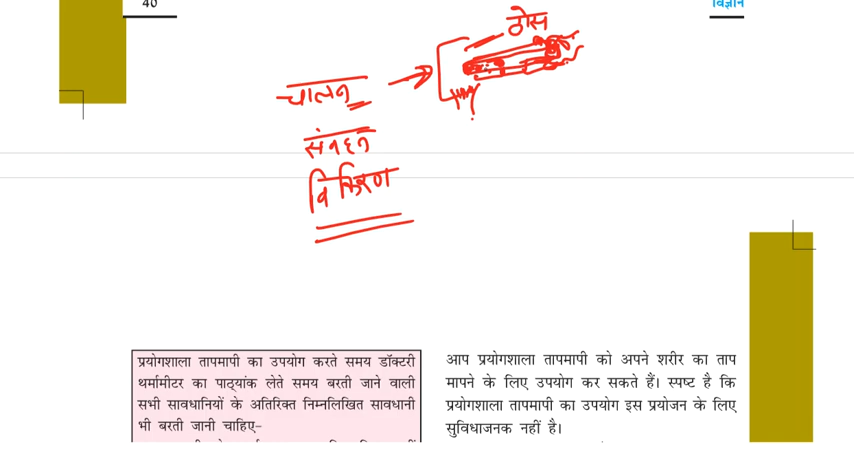 40
विज्ञान
ठोस
चालन
संवहन
विकिरण
प्रयोगशाला तापमापी का उपयोग करते समय डॉक्टरी
थर्मामीटर का पाठ्यांक लेते समय बरती जाने वाली
सभी सावधानियों के अतिरिक्त निम्नलिखित सावधानी
भी बरती जानी चाहिए-
आप प्रयोगशाला तापमापी को अपने शरीर का ताप
मापने के लिए उपयोग कर सकते हैं। स्पष्ट है कि
प्रयोगशाला तापमापी का उपयोग इस प्रयोजन के लिए
सुविधाजनक नहीं है।